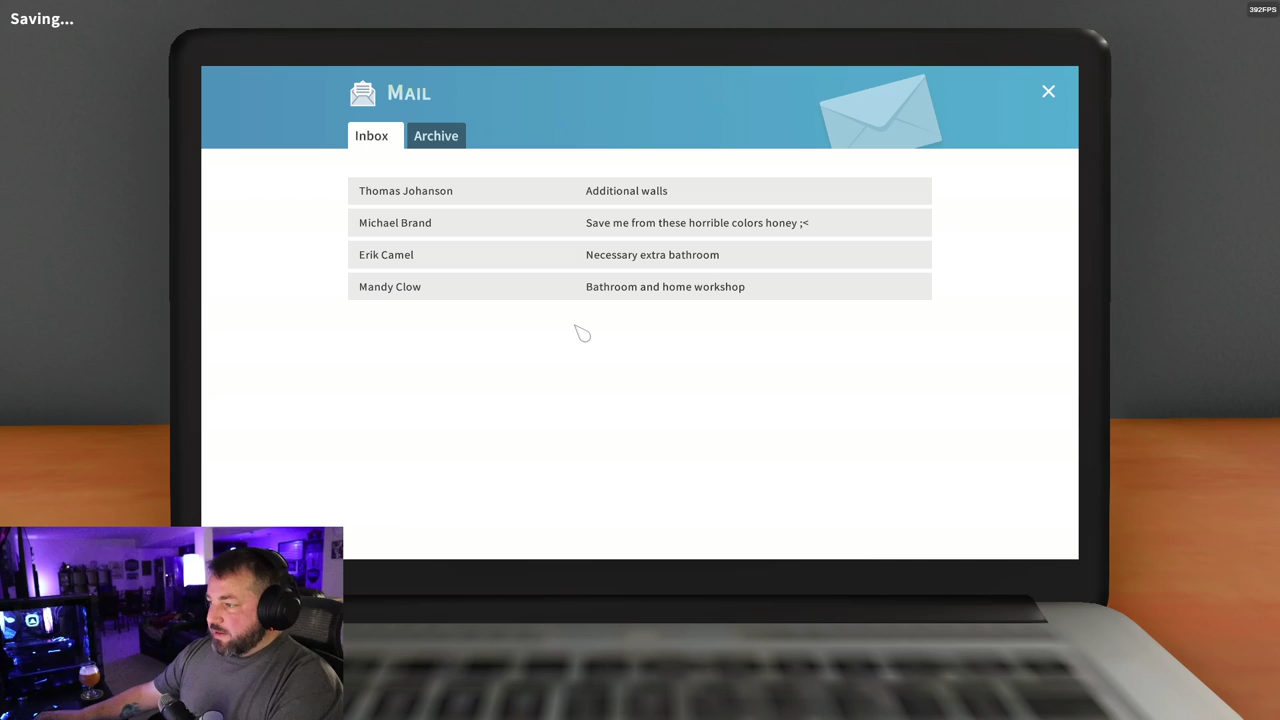 Saving...
392FPS
MAIL
Inbox
Archive
Thomas Johanson Additional walls
Michael Brand Save me from these horrible colors honey ;<
Erik Camel Necessary extra bathroom
Mandy Clow Bathroom and home workshop